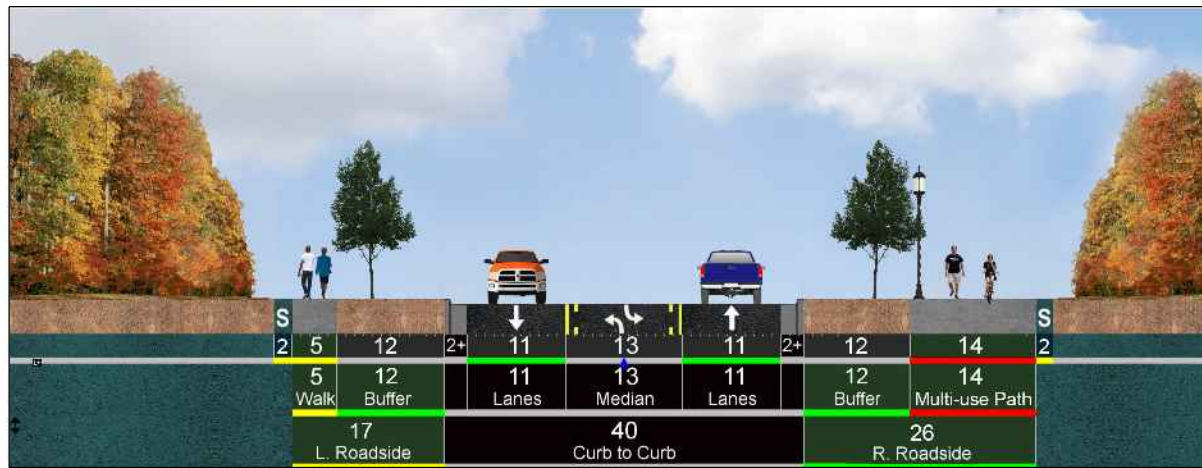 S S
2 5 12 2+ 11 13 11 2+ 12 14 2
5 12 11 13 11 12 14
Walk Buffer Lanes Median Lanes Buffer Multi-use Path
17 40 26
L. Roadside Curb to Curb R. Roadside